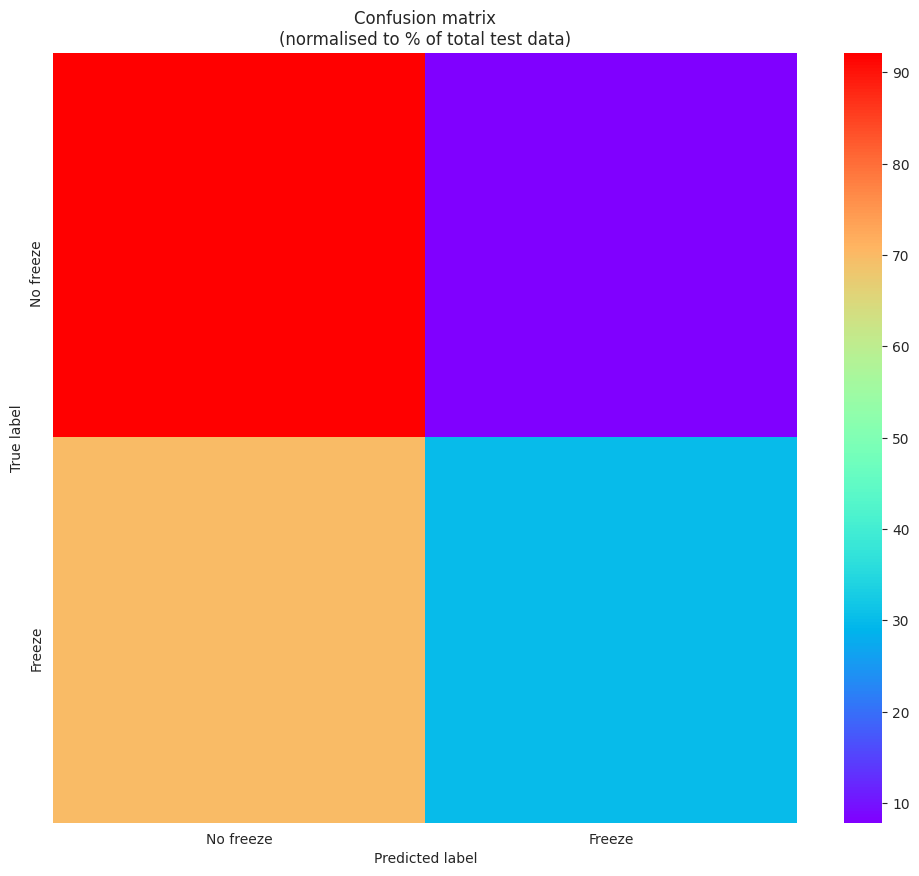 Confusion matrix
(normalised to % of total test data)
No freeze
Freeze
True label
No freeze
Freeze
Predicted label
90
80
70
60
50
40
30
20
10